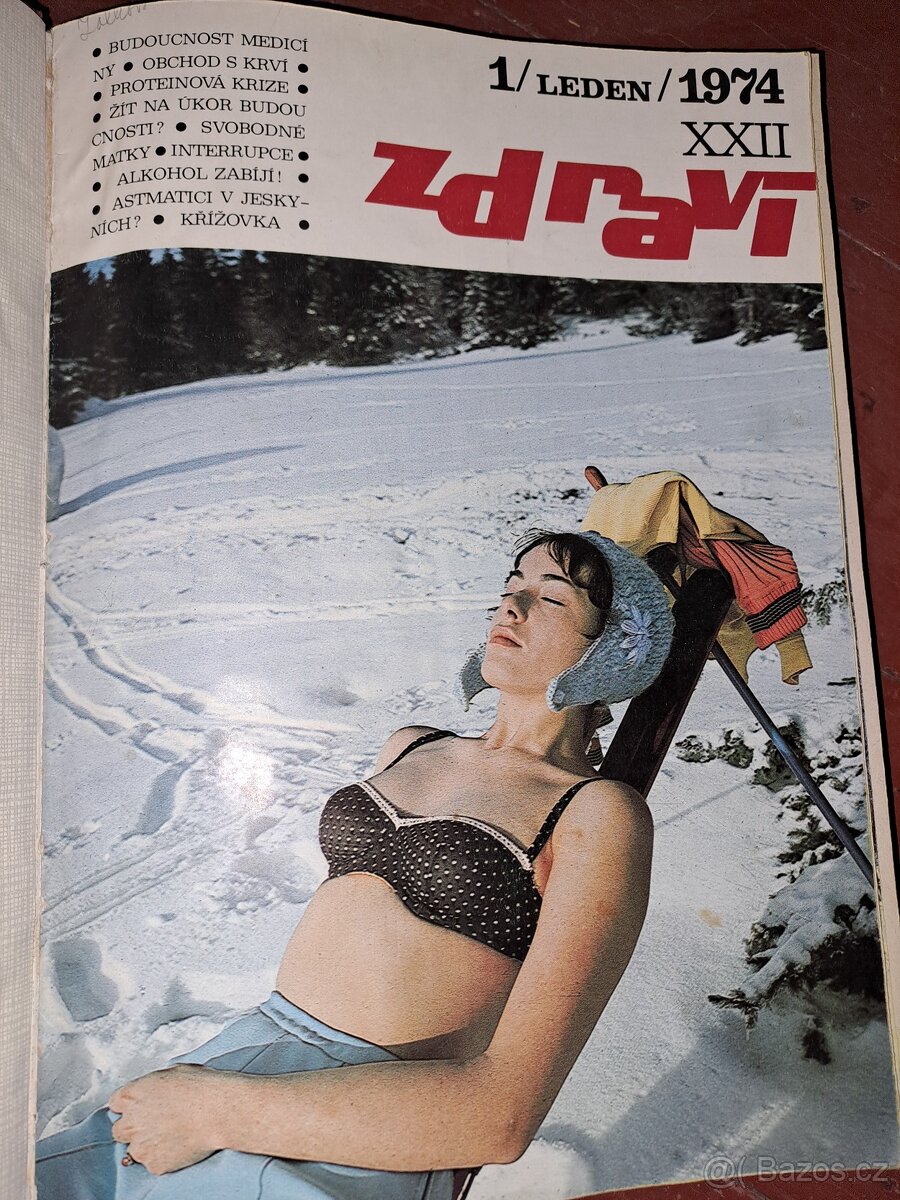 • BUDOUCNOST MEDICÍ
NY • OBCHOD S KRVÍ •
• PROTEINOVÁ KRIZE •
• ŽÍT NA ÚKOR BUDOU
CNOSTI? • SVOBODNÉ
MATKY • INTERRUPCE •
• ALKOHOL ZABÍJÍ! •
• ASTMATICI V JESKY-
NÍCH? • KŘÍŽOVKA •
1/LEDEN/1974
XXII
zdraví
@( Bazos.cz